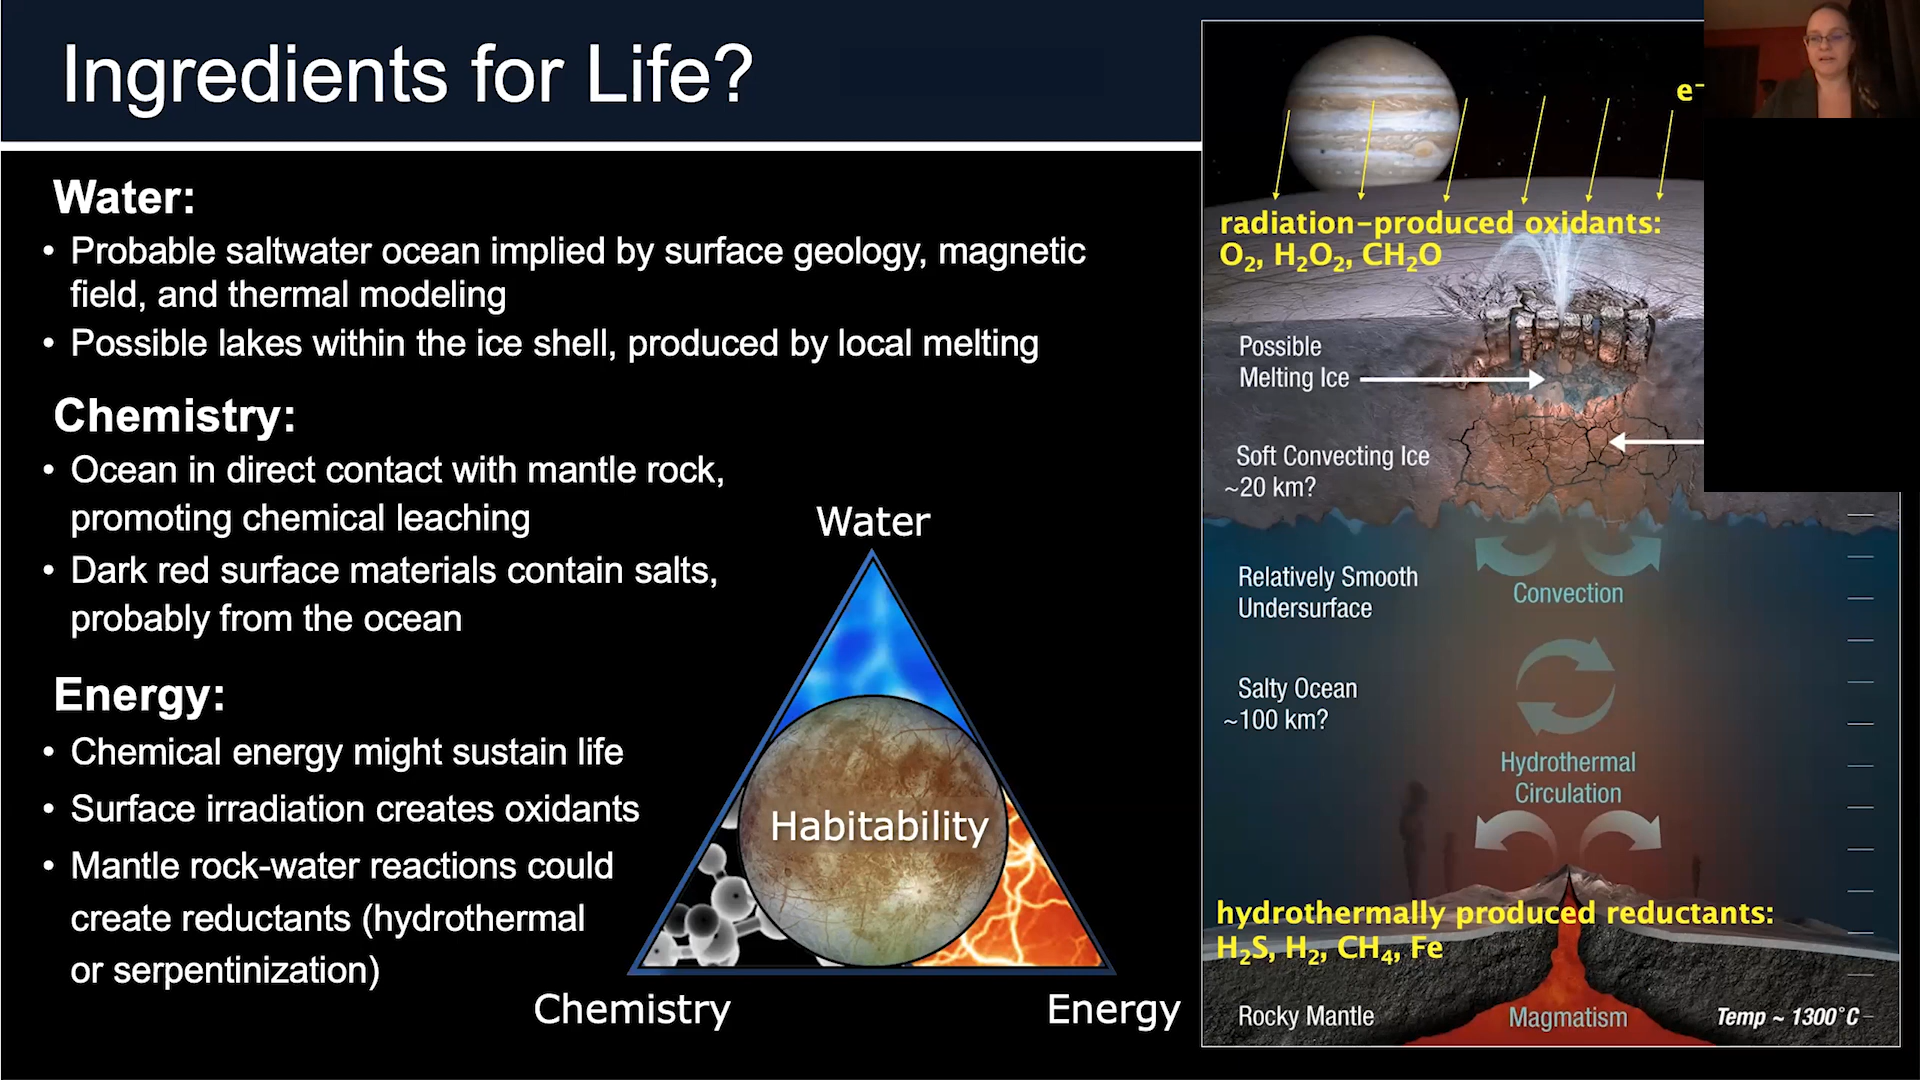 Ingredients for Life?
Water:
• Probable saltwater ocean implied by surface geology, magnetic
field, and thermal modeling
• Possible lakes within the ice shell, produced by local melting
Chemistry:
• Ocean in direct contact with mantle rock,
promoting chemical leaching
• Dark red surface materials contain salts,
probably from the ocean
Energy:
• Chemical energy might sustain life
• Surface irradiation creates oxidants
• Mantle rock-water reactions could
create reductants (hydrothermal
or serpentinization)
Water
Habitability
Chemistry
Energy
e⁻
radiation-produced oxidants:
O₂, H₂O₂, CH₂O
Possible
Melting Ice
Soft Convecting Ice
~20 km?
Convection
Relatively Smooth
Undersurface
Salty Ocean
~100 km?
Hydrothermal
Circulation
hydrothermally produced reductants:
H₂S, H₂, CH₄, Fe
Rocky Mantle
Magmatism
Temp ~ 1300°C